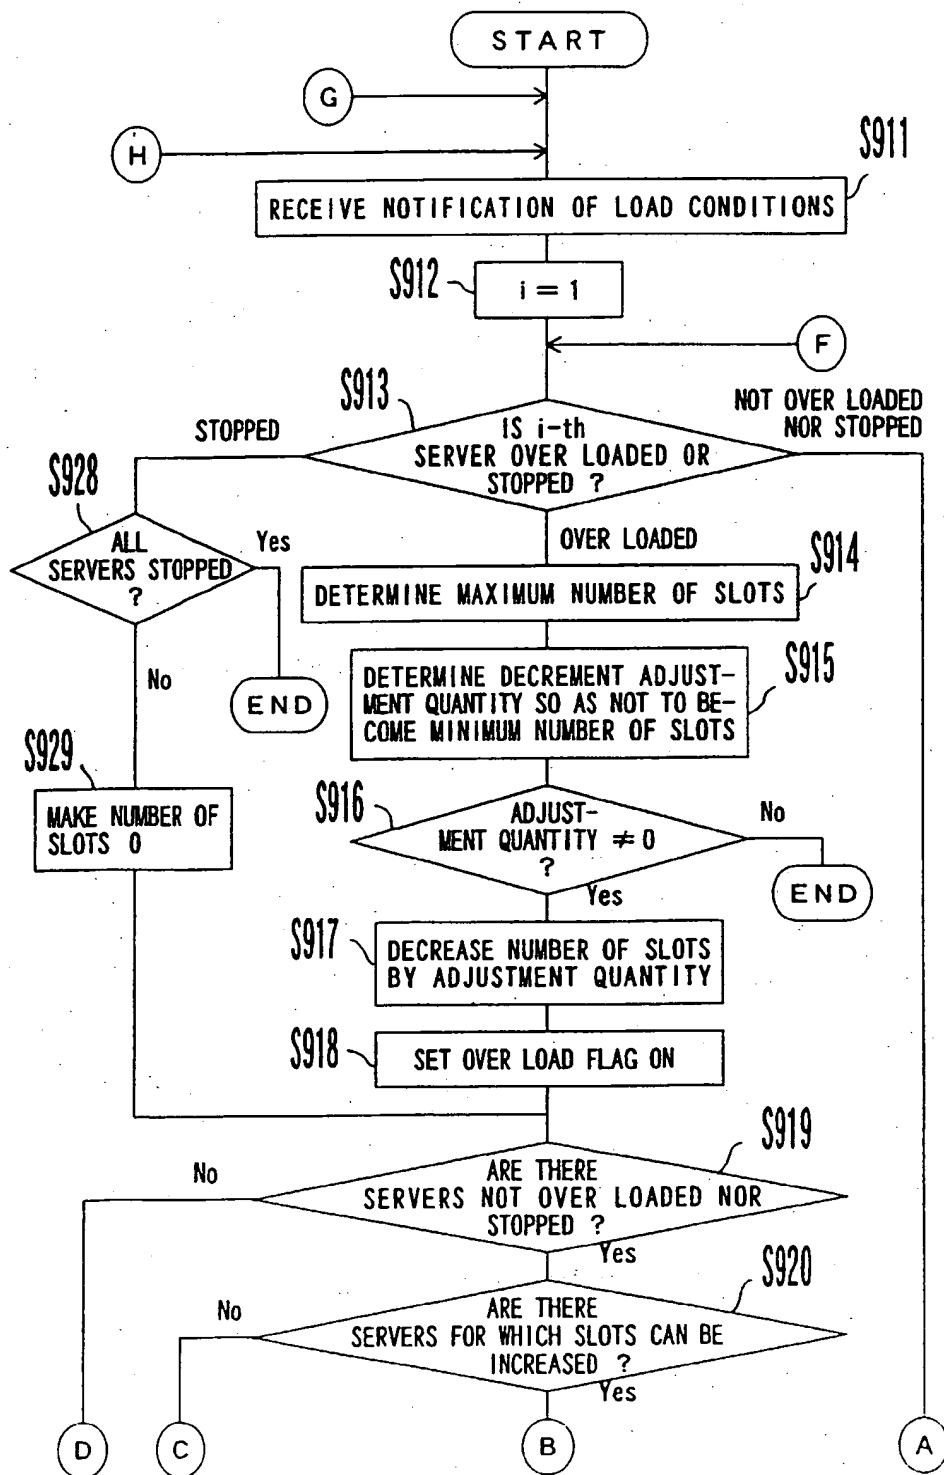 START
G
H
S911
RECEIVE NOTIFICATION OF LOAD CONDITIONS
S912
i = 1
F
S913
NOT OVER LOADED
NOR STOPPED
STOPPED
IS i-th
SERVER OVER LOADED OR
STOPPED ?
S928
ALL
SERVERS STOPPED
?
Yes
OVER LOADED
S914
DETERMINE MAXIMUM NUMBER OF SLOTS
No
END
S915
DETERMINE DECREMENT ADJUST-
MENT QUANTITY SO AS NOT TO BE-
COME MINIMUM NUMBER OF SLOTS
S929
MAKE NUMBER OF
SLOTS 0
S916
ADJUST-
MENT QUANTITY ≠ 0
?
No
END
Yes
S917
DECREASE NUMBER OF SLOTS
BY ADJUSTMENT QUANTITY
S918
SET OVER LOAD FLAG ON
S919
No
ARE THERE
SERVERS NOT OVER LOADED NOR
STOPPED ?
Yes
S920
No
ARE THERE
SERVERS FOR WHICH SLOTS CAN BE
INCREASED ?
Yes
D
C
B
A